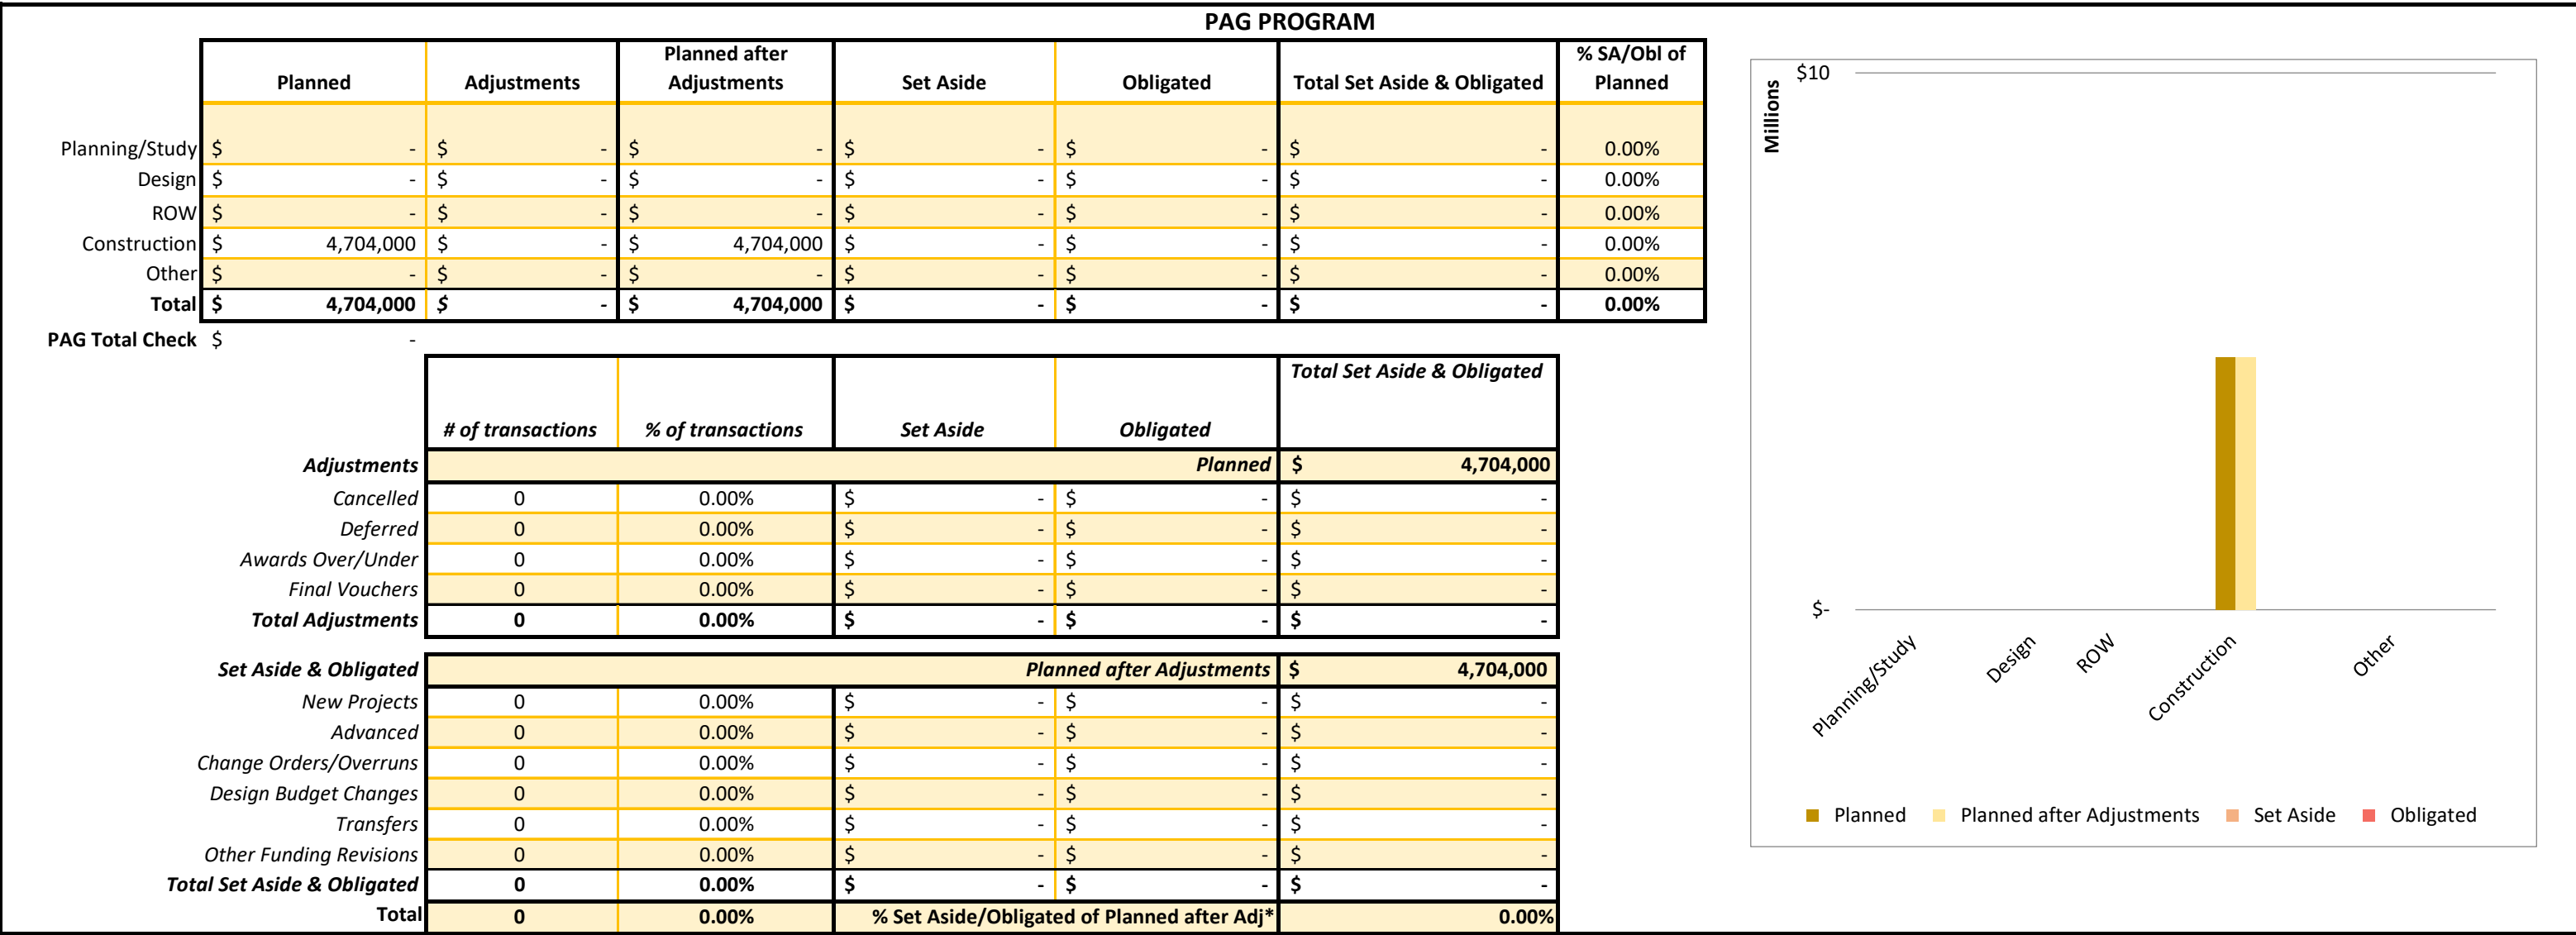 PAG PROGRAM
Planned Adjustments Planned after Adjustments Set Aside Obligated Total Set Aside & Obligated % SA/Obl of Planned
Planning/Study $ - $ - $ - $ - $ - $ - 0.00%
Design $ - $ - $ - $ - $ - $ - 0.00%
ROW $ - $ - $ - $ - $ - $ - 0.00%
Construction $ 4,704,000 $ - $ 4,704,000 $ - $ - $ - 0.00%
Other $ - $ - $ - $ - $ - $ - 0.00%
Total $ 4,704,000 $ - $ 4,704,000 $ - $ - $ - 0.00%
PAG Total Check $ -
# of transactions % of transactions Set Aside Obligated Total Set Aside & Obligated
Adjustments Planned $ 4,704,000
Cancelled 0 0.00% $ - $ - $ -
Deferred 0 0.00% $ - $ - $ -
Awards Over/Under 0 0.00% $ - $ - $ -
Final Vouchers 0 0.00% $ - $ - $ -
Total Adjustments 0 0.00% $ - $ - $ -
Set Aside & Obligated Planned after Adjustments $ 4,704,000
New Projects 0 0.00% $ - $ - $ -
Advanced 0 0.00% $ - $ - $ -
Change Orders/Overruns 0 0.00% $ - $ - $ -
Design Budget Changes 0 0.00% $ - $ - $ -
Transfers 0 0.00% $ - $ - $ -
Other Funding Revisions 0 0.00% $ - $ - $ -
Total Set Aside & Obligated 0 0.00% $ - $ - $ -
Total 0 0.00% % Set Aside/Obligated of Planned after Adj* 0.00%
Millions
$10
$-
Planning/Study Design ROW Construction Other
Planned Planned after Adjustments Set Aside Obligated